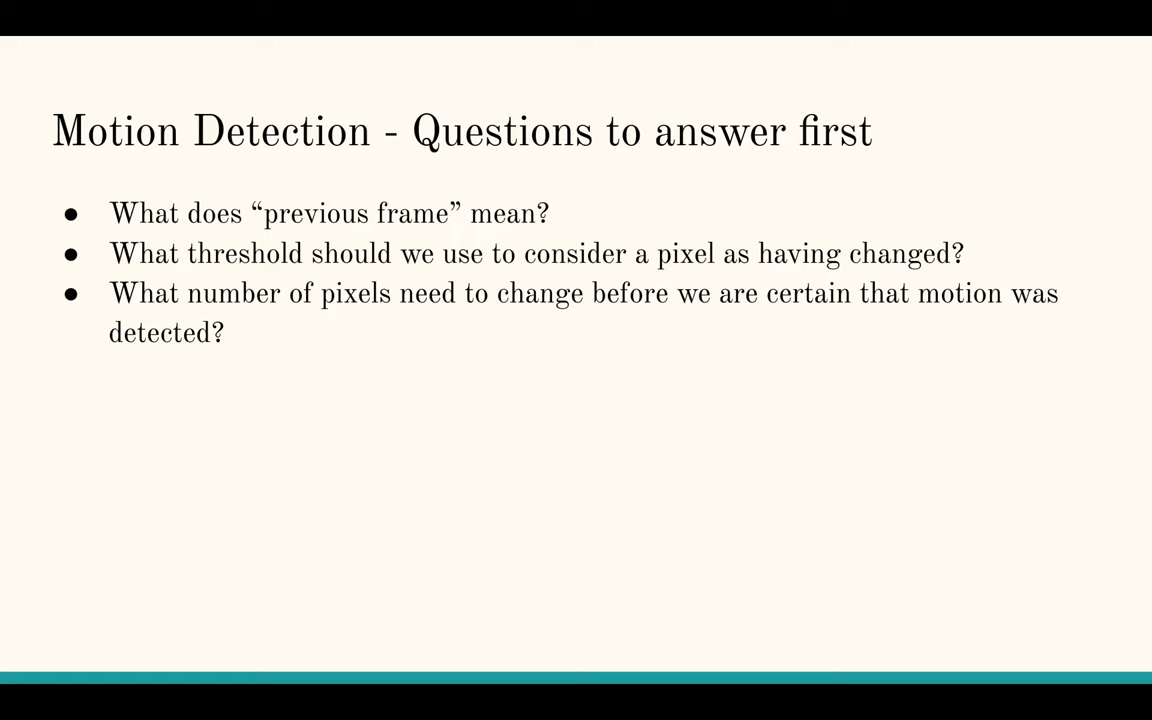 Motion Detection - Questions to answer first
● What does “previous frame” mean?
● What threshold should we use to consider a pixel as having changed?
● What number of pixels need to change before we are certain that motion was
detected?